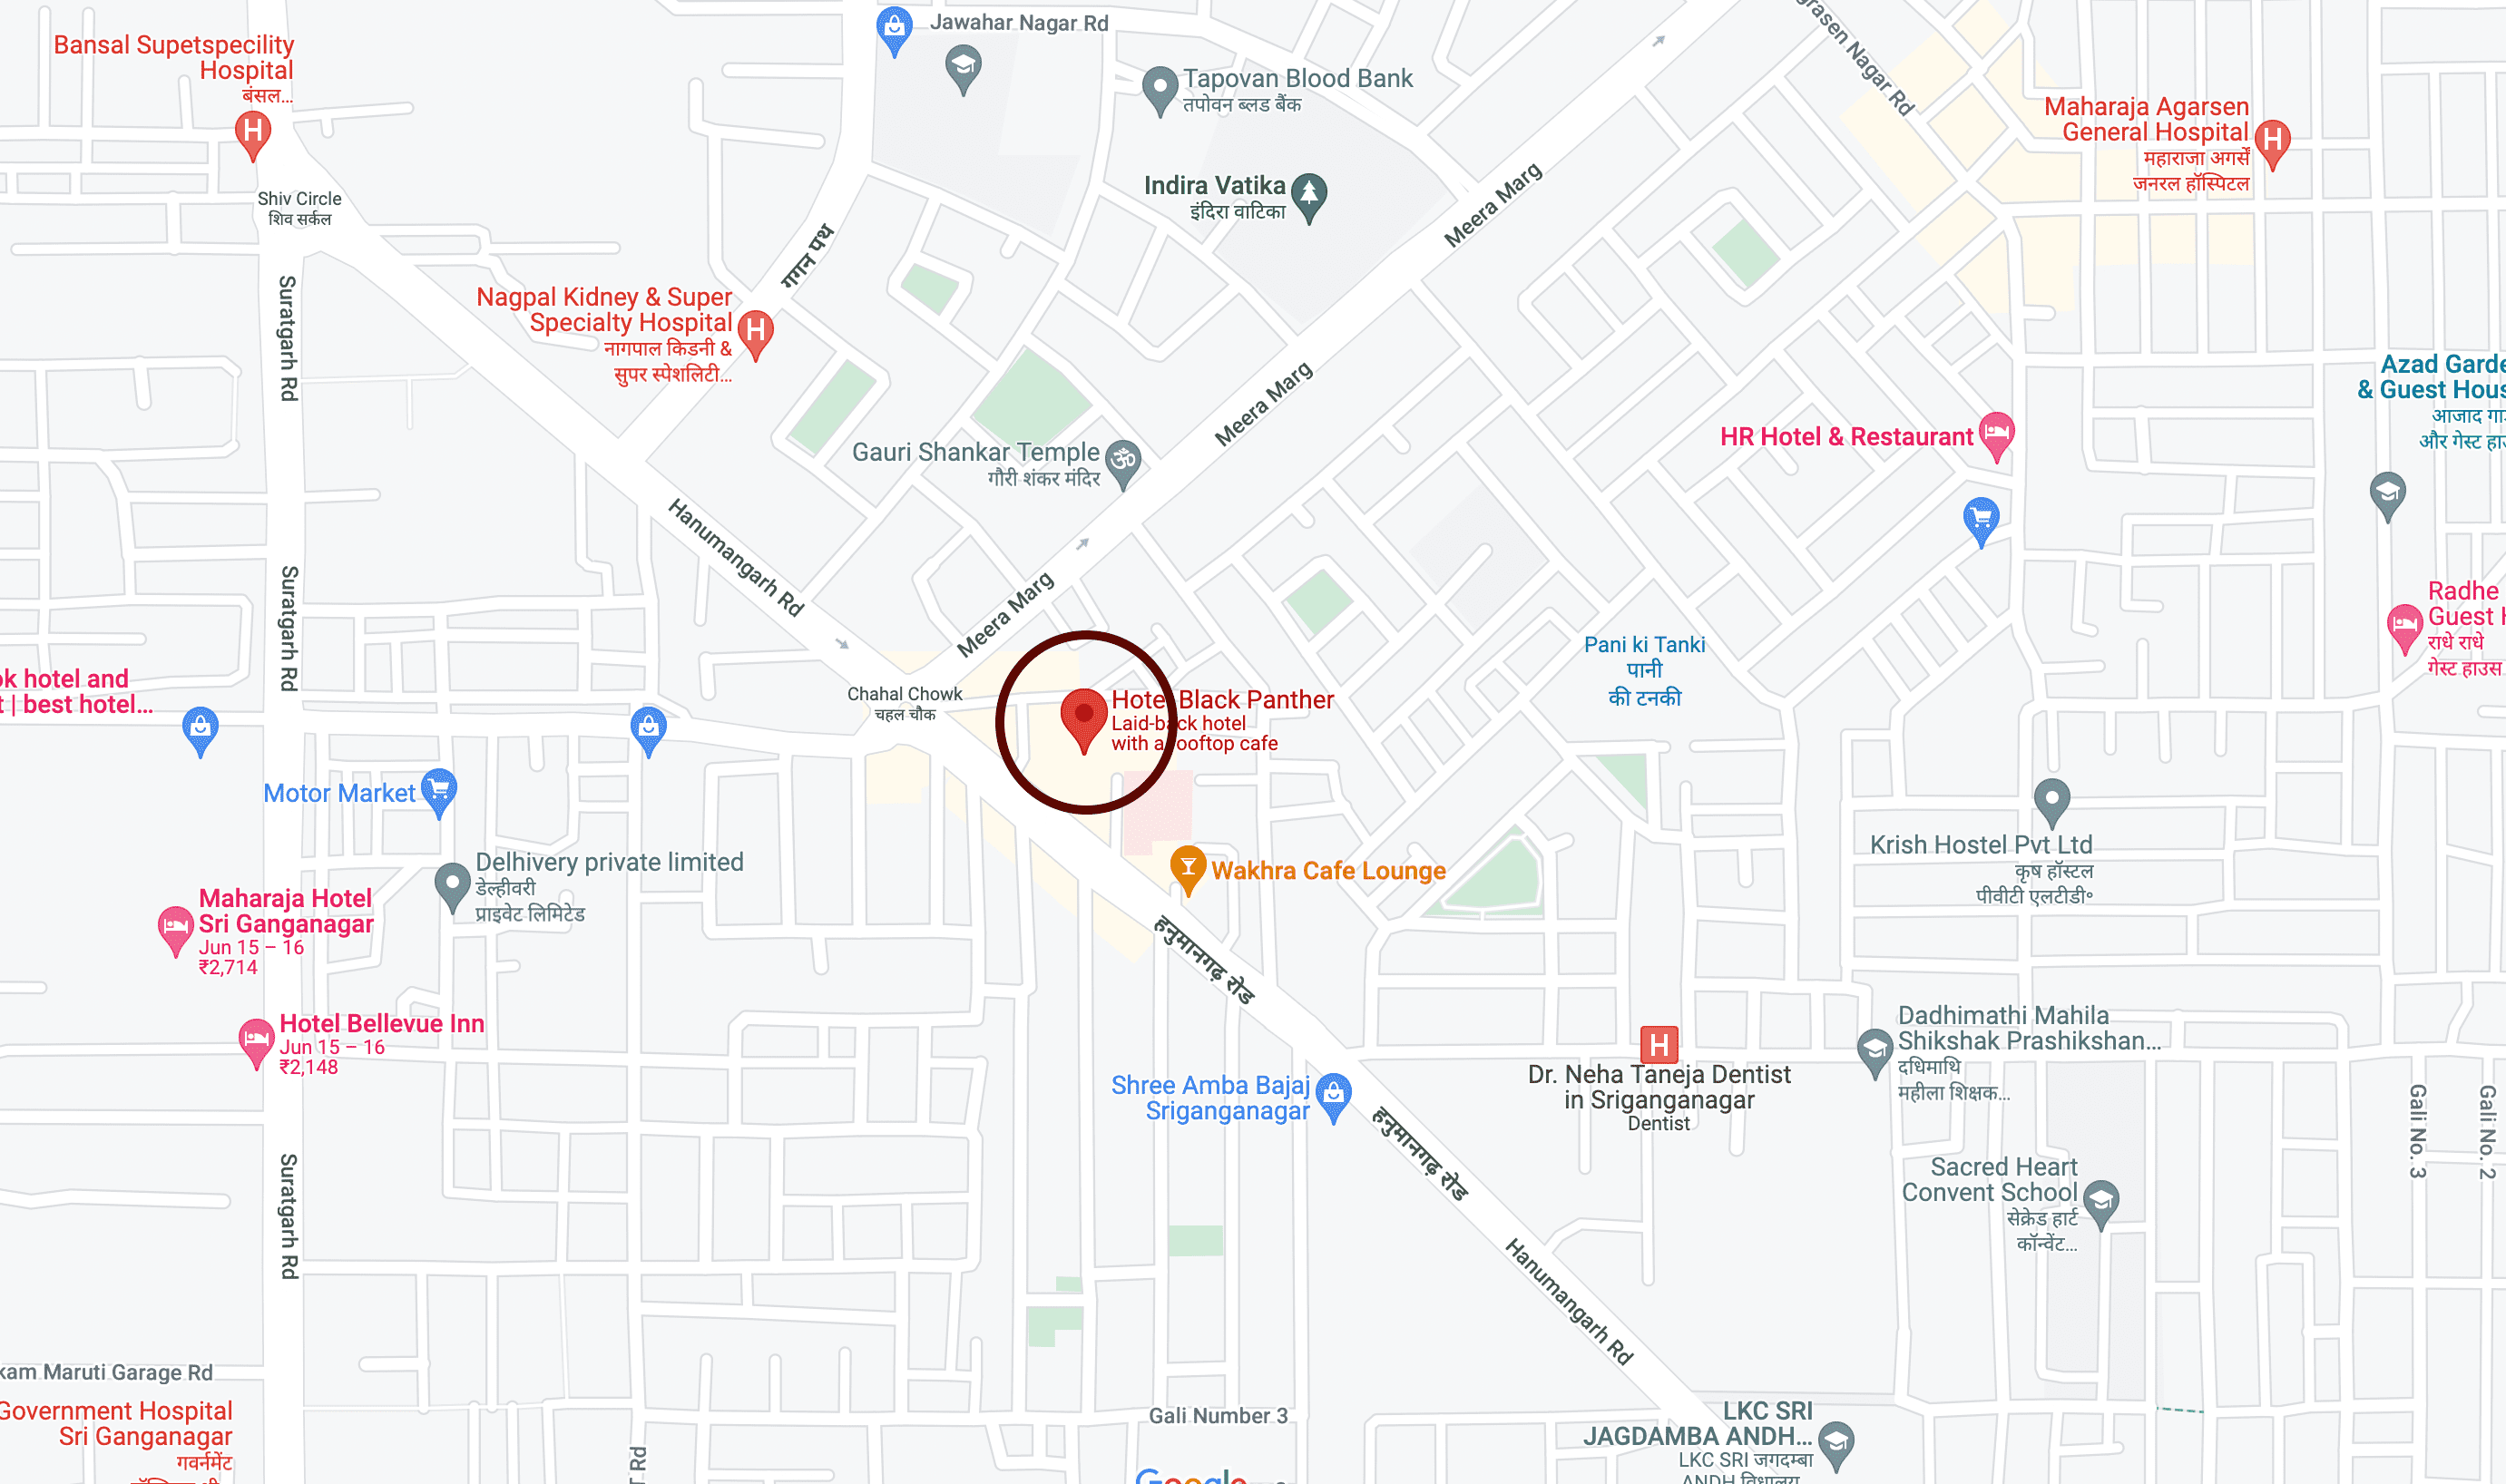 Jawahar Nagar Rd
Bansal Supetspecility
Hospital
बंसल...
Tapovan Blood Bank
तपोवन ब्लड बैंक
grasen Nagar Rd
Maharaja Agarsen
General Hospital
महाराजा अगर्सें
जनरल हॉस्पिटल
Shiv Circle
शिव सर्कल
Indira Vatika
इंदिरा वाटिका
Meera Marg
गगन पथ
Suratgarh Rd
Nagpal Kidney & Super
Specialty Hospital
नागपाल किडनी &
सुपर स्पेशलिटी...
Meera Marg
Azad Garde
& Guest Hous
आजाद गा
और गेस्ट हा
Gauri Shankar Temple
गौरी शंकर मंदिर
HR Hotel & Restaurant
Hanumangarh Rd
Suratgarh Rd
Meera Marg
Radhe
Guest H
राधे राधे
गेस्ट हाउस
Pani ki Tanki
पानी
की टनकी
ok hotel and
t | best hotel...
Chahal Chowk
चहल चौक
Hotel Black Panther
Laid-back hotel
with a rooftop cafe
Motor Market
Delhivery private limited
डेल्हीवरी
प्राइवेट लिमिटेड
Wakhra Cafe Lounge
Krish Hostel Pvt Ltd
कृष हॉस्टल
पीवीटी एलटीडी॰
Maharaja Hotel
Sri Ganganagar
Jun 15 – 16
₹2,714
हनुमानगढ़ रोड
Hotel Bellevue Inn
Jun 15 – 16
₹2,148
Dadhimathi Mahila
Shikshak Prashikshan...
दधिमाथि
महीला शिक्षक...
Dr. Neha Taneja Dentist
in Sriganganagar
Dentist
Shree Amba Bajaj
Sriganganagar
हनुमानगढ़ रोड
Gali No. 3
Gali No. 2
Suratgarh Rd
Sacred Heart
Convent School
सेक्रेड हार्ट
कॉन्वेंट...
Hanumangarh Rd
kam Maruti Garage Rd
Government Hospital
Sri Ganganagar
गवर्नमेंट
Gali Number 3
LKC SRI
JAGDAMBA ANDH...
LKC SRI जगदम्बा
ANDH विद्यालय
T Rd
Google